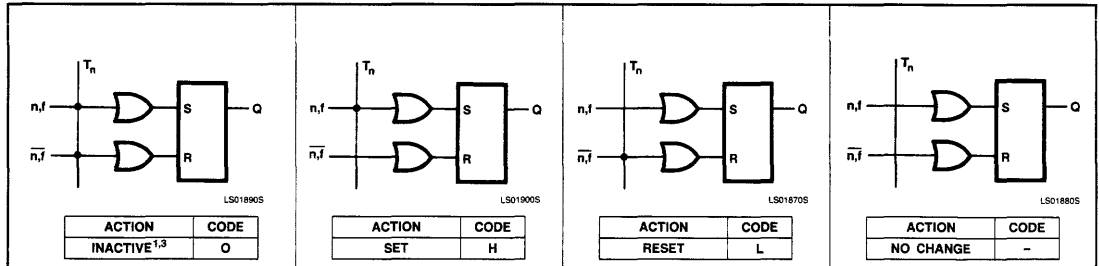 Tn
n,f
S
Q
n,f
R
LS01890S
ACTION CODE
INACTIVE1,3 O
Tn
n,f
S
Q
n,f
R
LS01900S
ACTION CODE
SET H
Tn
n,f
S
Q
n,f
R
LS01870S
ACTION CODE
RESET L
Tn
n,f
S
Q
n,f
R
LS01880S
ACTION CODE
NO CHANGE –